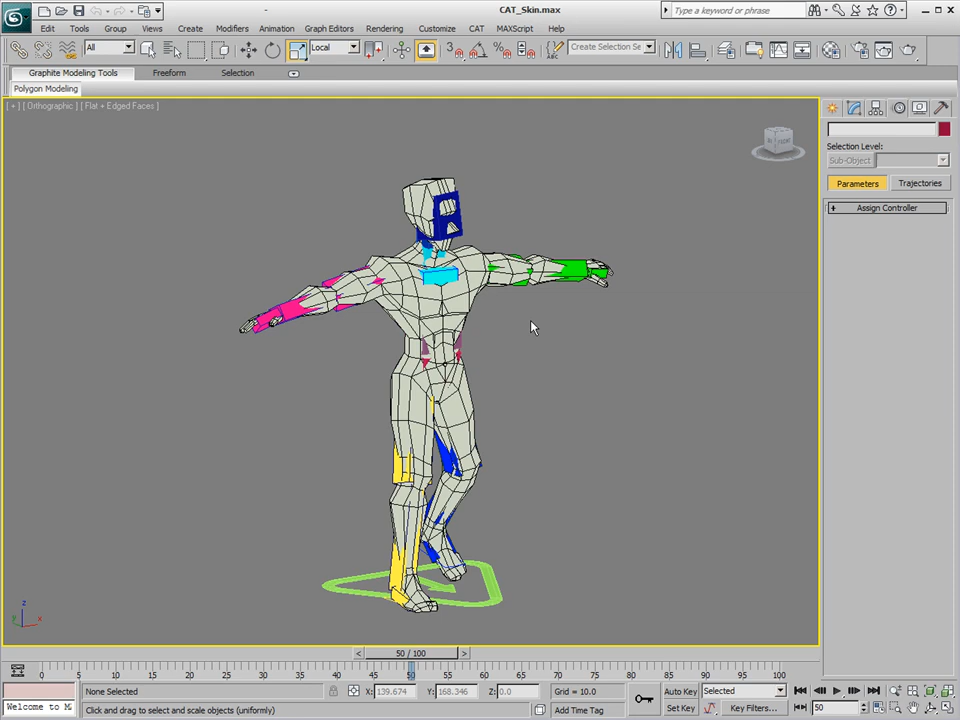 CAT_Skin.max
Type a keyword or phrase
Edit Tools Group Views Create Modifiers Animation Graph Editors Rendering Customize CAT MAXScript Help
All
Local
Create Selection Se
Graphite Modeling Tools Freeform Selection
Polygon Modeling
[ + ] [ Orthographic ] [ Flat + Edged Faces ]
FRONT
Selection Level:
Sub-Object
Parameters Trajectories
+ Assign Controller
z
y
x
< 50 / 100 >
0 5 10 15 20 25 30 35 40 45 50 55 60 65 70 75 80 85 90 95 100
None Selected
X: 139.674 Y: 168.346 Z: 0.0 Grid = 10.0
Auto Key Selected
Welcome to M
Click and drag to select and scale objects (uniformly)
Add Time Tag
Set Key Key Filters...
50